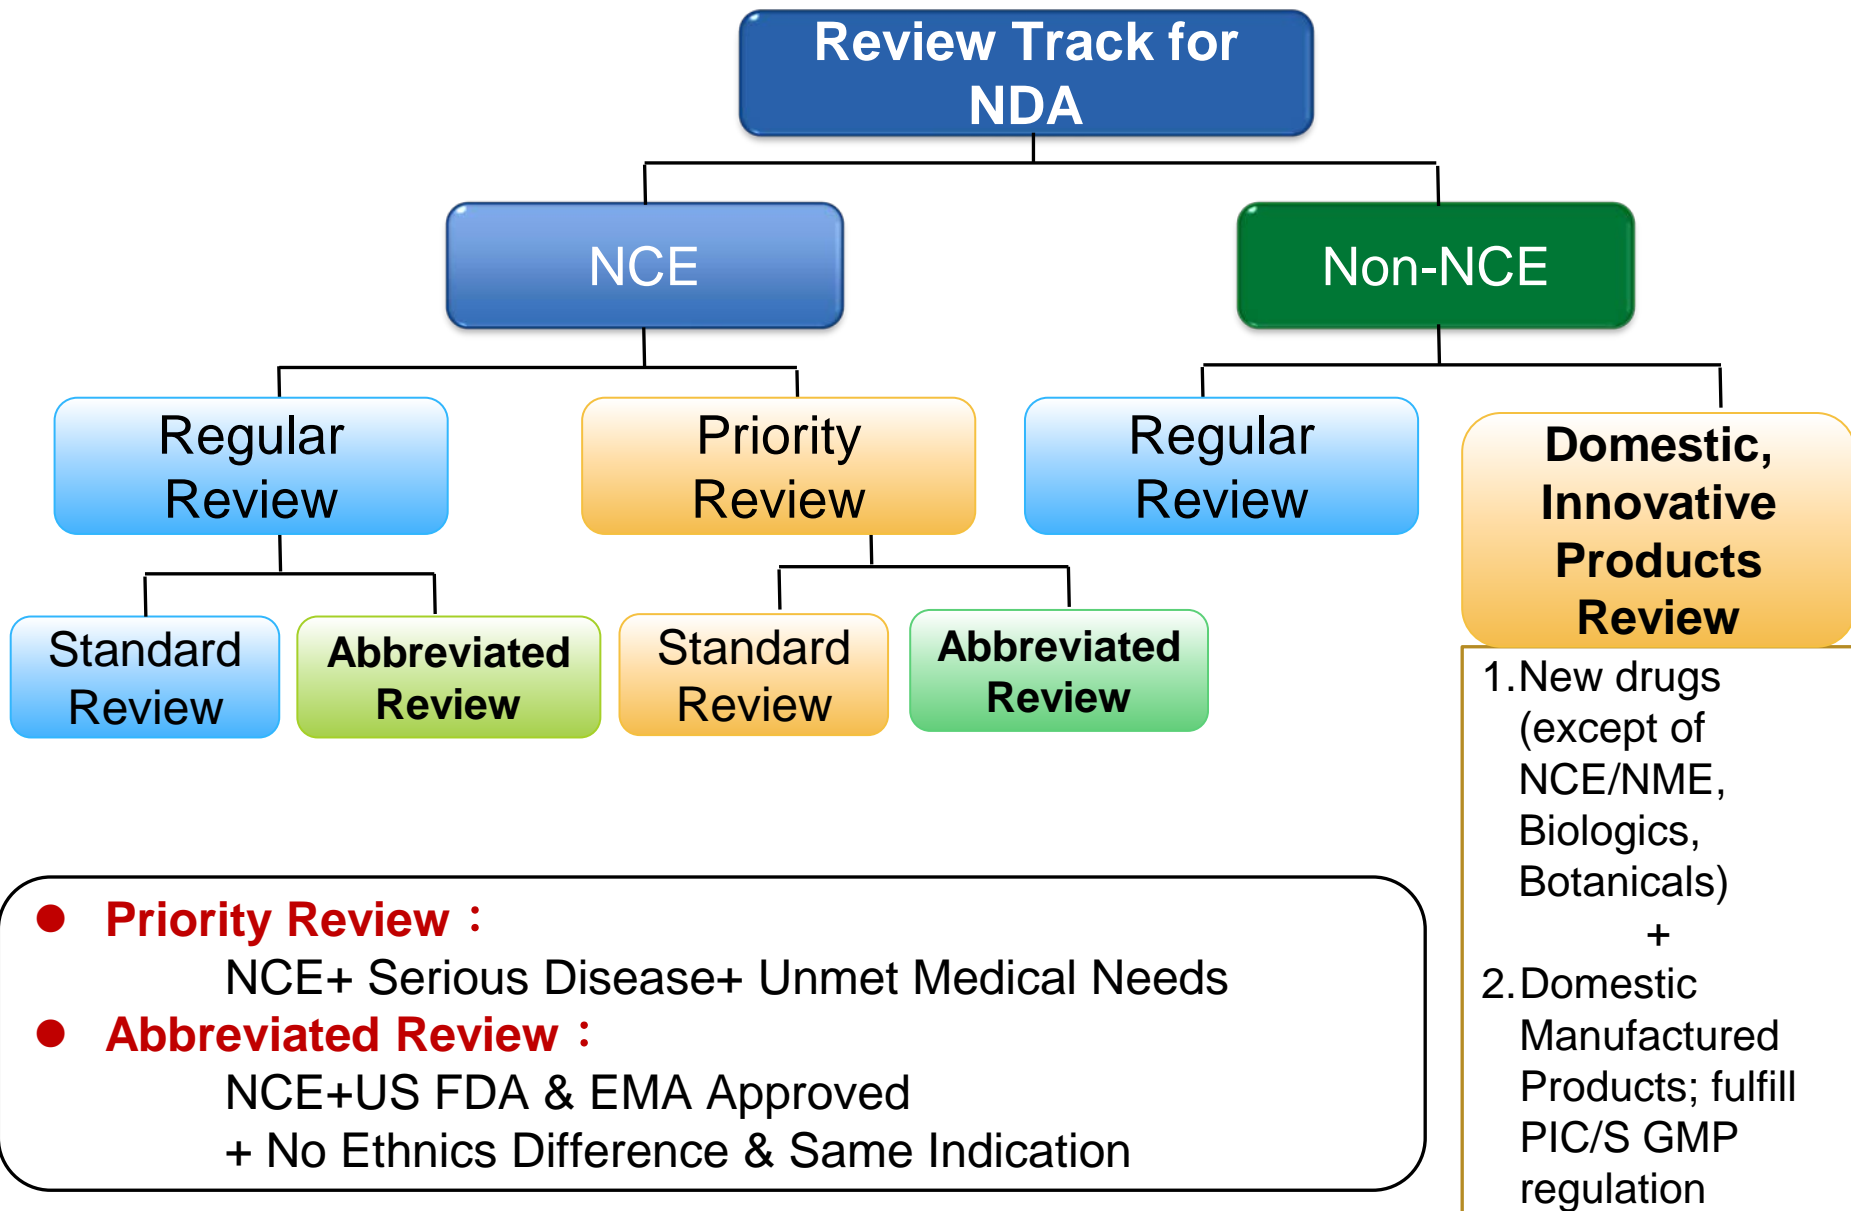 Review Track for
NDA
NCE
Non-NCE
Regular
Review
Priority
Review
Regular
Review
Domestic,
Innovative
Products
Review
Standard
Review
Abbreviated
Review
Standard
Review
Abbreviated
Review
1.New drugs
(except of
NCE/NME,
Biologics,
Botanicals)
+
2.Domestic
Manufactured
Products; fulfill
PIC/S GMP
regulation
● Priority Review：
NCE+ Serious Disease+ Unmet Medical Needs
● Abbreviated Review：
NCE+US FDA & EMA Approved
+ No Ethnics Difference & Same Indication